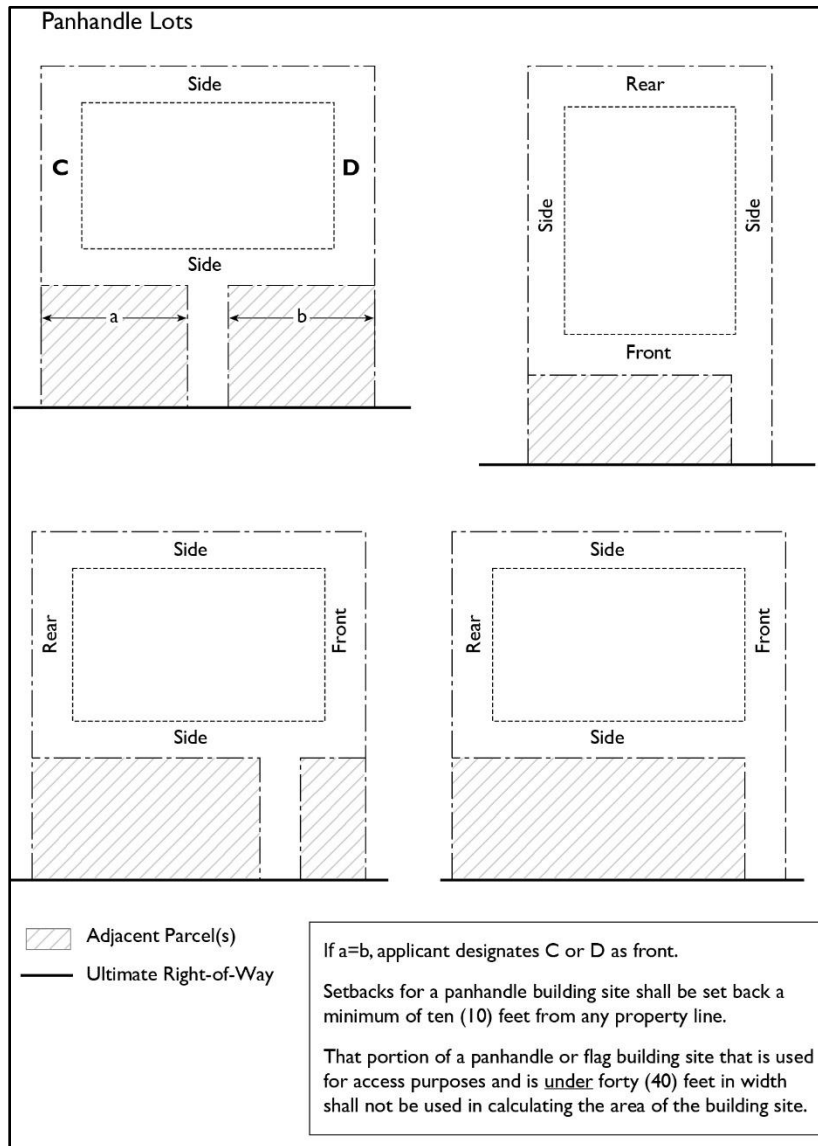 Panhandle Lots
Side
C
D
Side
a
b
Rear
Side
Side
Front
Side
Rear
Front
Side
Side
Rear
Front
Side
Adjacent Parcel(s)
Ultimate Right-of-Way
If a=b, applicant designates C or D as front.
Setbacks for a panhandle building site shall be set back a
minimum of ten (10) feet from any property line.
That portion of a panhandle or flag building site that is used
for access purposes and is under forty (40) feet in width
shall not be used in calculating the area of the building site.